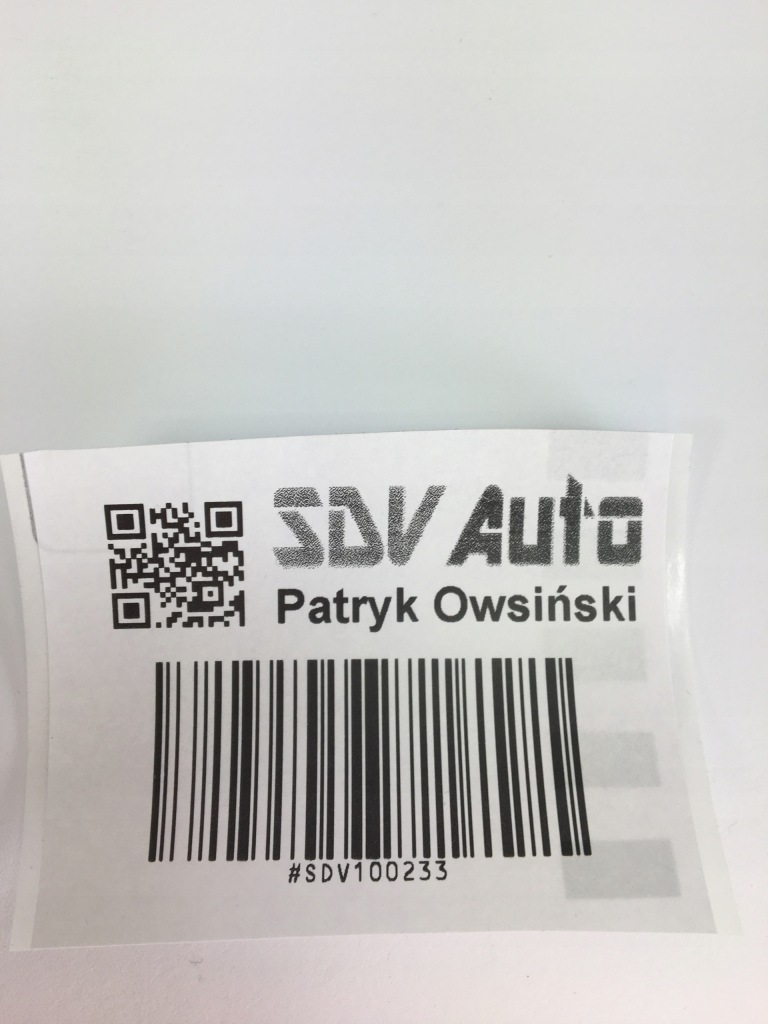 SDV Auto
Patryk Owsiński
#SDV100233